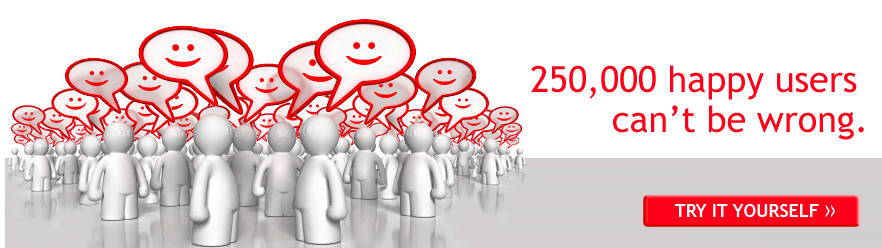 250,000 happy users
can’t be wrong.
TRY IT YOURSELF »